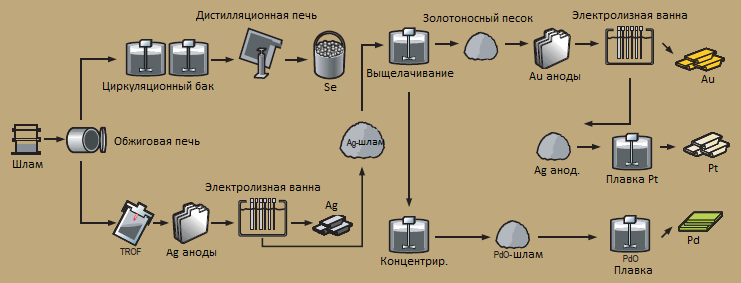 Дистилляционная печь
Золотоносный песок
Электролизная ванна
Циркуляционный бак
Se
Выщелачивание
Au аноды
Au
Шлам
Обжиговая печь
Ag-шлам
Ag анод.
Плавка Pt
Pt
Электролизная ванна
Ag
TROF
Ag аноды
Концентрир.
PdO-шлам
PdO
Плавка
Pd